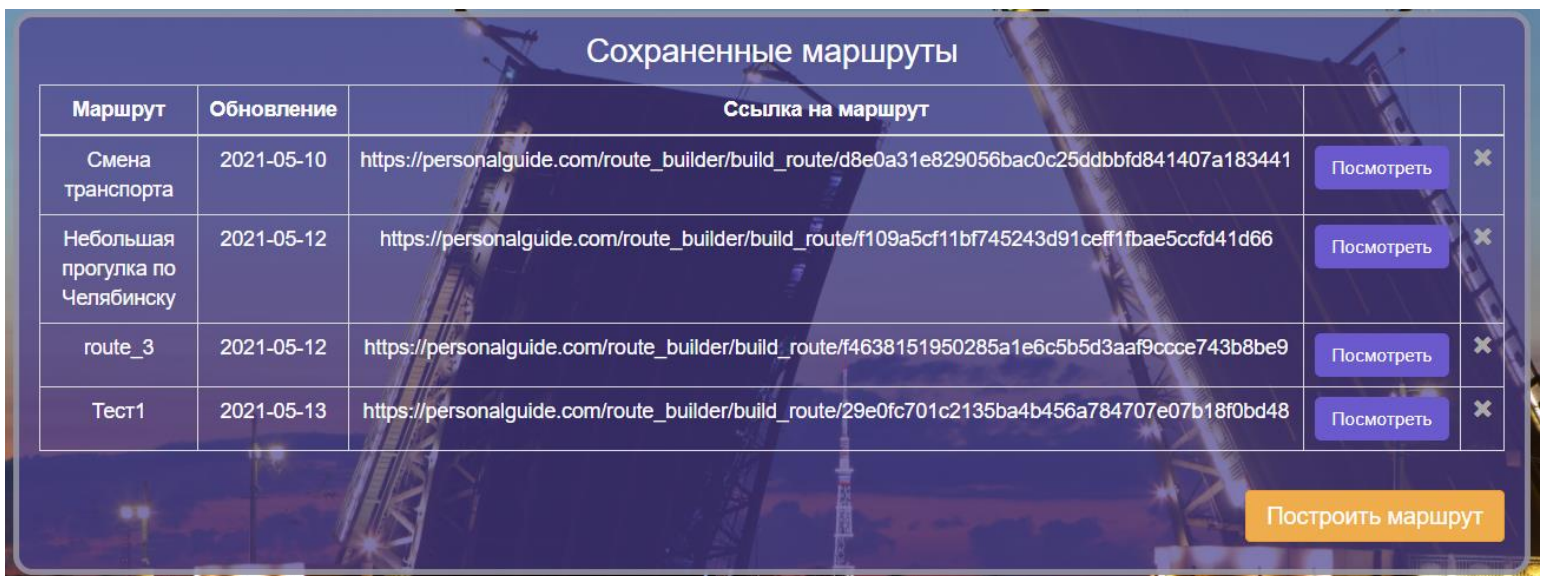 Сохраненные маршруты
Маршрут Обновление Ссылка на маршрут
Смена 2021-05-10 https://personalguide.com/route_builder/build_route/d8e0a31e829056bac0c25ddbbfd841407a183441 Посмотреть ✖
транспорта
Небольшая 2021-05-12 https://personalguide.com/route_builder/build_route/f109a5cf11bf745243d91ceff1fbae5ccfd41d66 Посмотреть ✖
прогулка по
Челябинску
route_3 2021-05-12 https://personalguide.com/route_builder/build_route/f4638151950285a1e6c5b5d3aaf9ccce743b8be9 Посмотреть ✖
Тест1 2021-05-13 https://personalguide.com/route_builder/build_route/29e0fc701c2135ba4b456a784707e07b18f0bd48 Посмотреть ✖
Построить маршрут